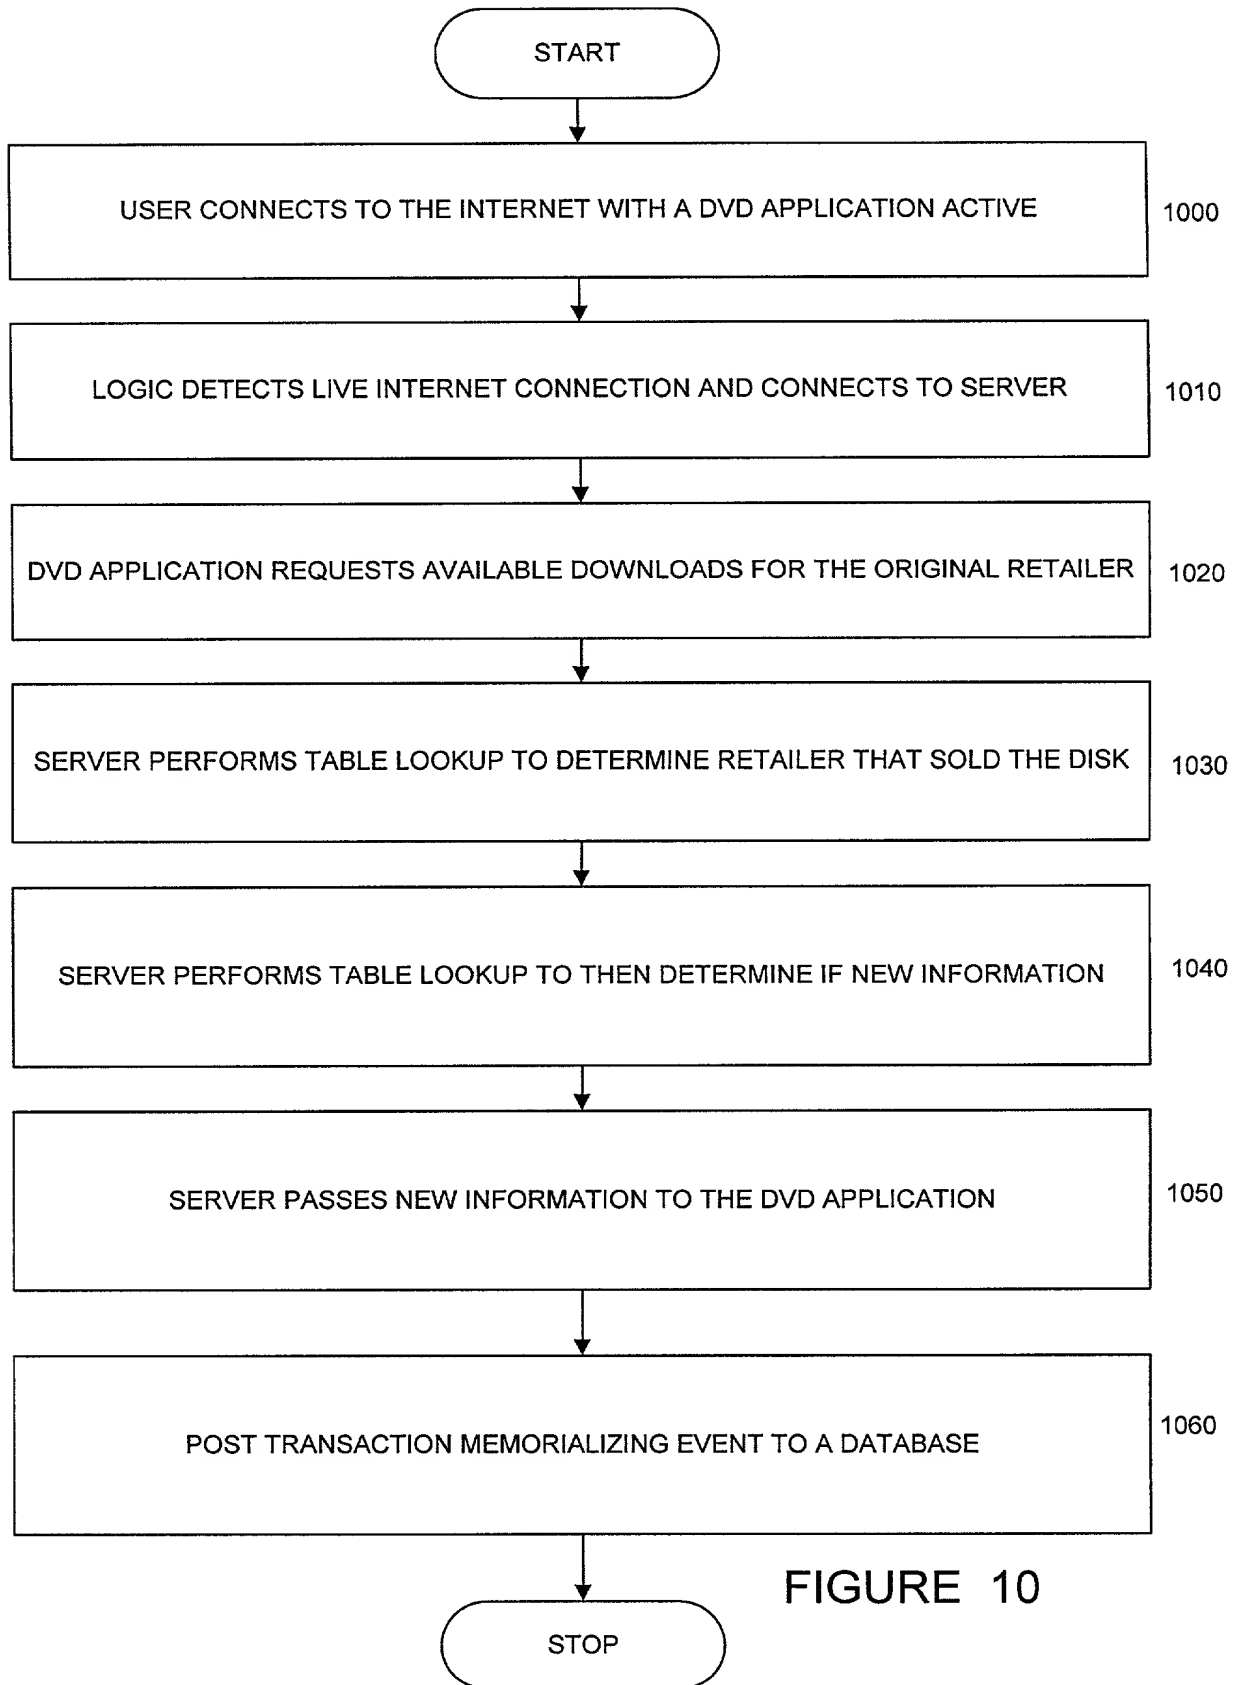 START
USER CONNECTS TO THE INTERNET WITH A DVD APPLICATION ACTIVE
1000
LOGIC DETECTS LIVE INTERNET CONNECTION AND CONNECTS TO SERVER
1010
DVD APPLICATION REQUESTS AVAILABLE DOWNLOADS FOR THE ORIGINAL RETAILER
1020
SERVER PERFORMS TABLE LOOKUP TO DETERMINE RETAILER THAT SOLD THE DISK
1030
SERVER PERFORMS TABLE LOOKUP TO THEN DETERMINE IF NEW INFORMATION
1040
SERVER PASSES NEW INFORMATION TO THE DVD APPLICATION
1050
POST TRANSACTION MEMORIALIZING EVENT TO A DATABASE
1060
FIGURE 10
STOP